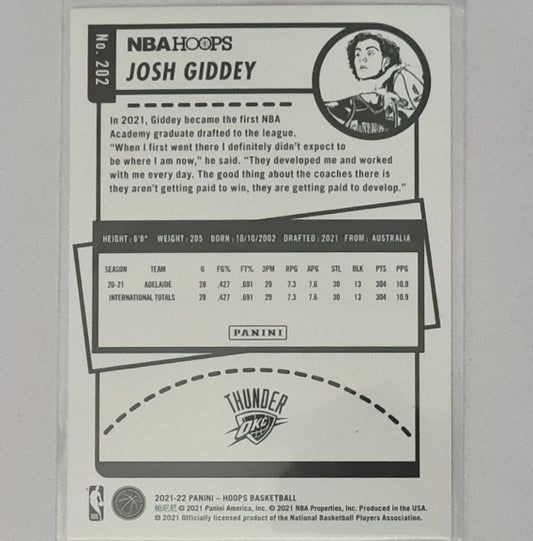 No. 202
NBA HOOPS
JOSH GIDDEY
In 2021, Giddey became the first NBA
Academy graduate drafted to the league.
"When I first went there I definitely didn't expect to
be where I am now," he said. "They developed me and worked
with me every day. The good thing about the coaches there is
they aren't getting paid to win, they are getting paid to develop."
HEIGHT: 6'8" WEIGHT: 205 BORN: 10/10/2002 DRAFTED: 2021 FROM: AUSTRALIA
SEASON TEAM G FG% FT% 3PM RPG APG STL BLK PTS PPG
20-21 ADELAIDE 28 .427 .691 29 7.3 7.6 30 13 304 10.9
INTERNATIONAL TOTALS 28 .427 .691 29 7.3 7.6 30 13 304 10.9
PANINI
THUNDER
OKC
2021-22 PANINI – HOOPS BASKETBALL
帕尼尼 © 2021 Panini America, Inc. © 2021 NBA Properties, Inc. Produced in the USA.
© 2021 Officially licensed product of the National Basketball Players Association.